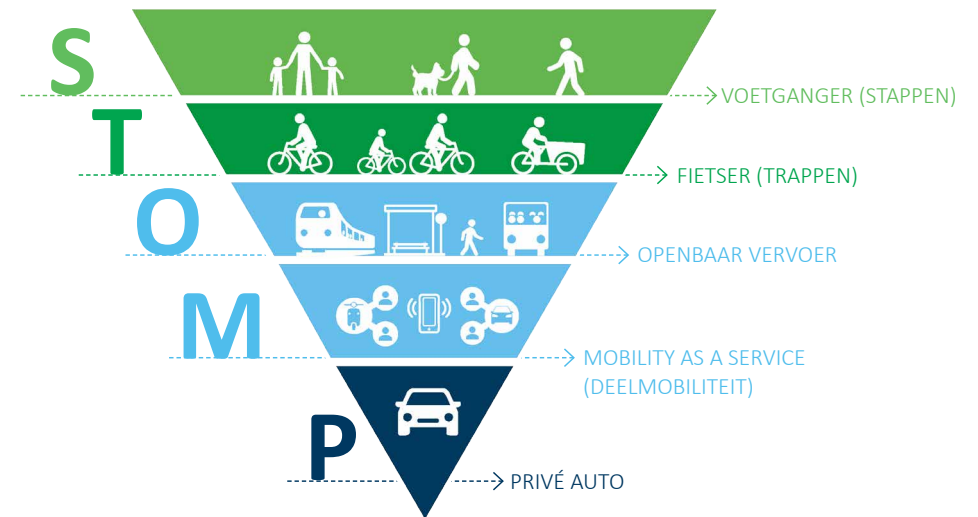 S
VOETGANGER (STAPPEN)
T
FIETSER (TRAPPEN)
O
OPENBAAR VERVOER
M
MOBILITY AS A SERVICE
(DEELMOBILITEIT)
P
PRIVÉ AUTO